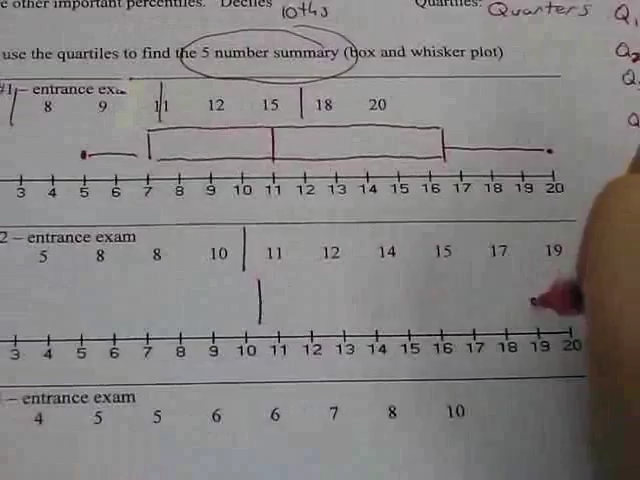 e other important percentiles. Deciles 10ths Quartiles: Quarters Q1
use the quartiles to find the 5 number summary (box and whisker plot) Q2
Q
#1 – entrance exam Q
8 9 11 12 15 18 20
3 4 5 6 7 8 9 10 11 12 13 14 15 16 17 18 19 20
2 – entrance exam
5 8 8 10 11 12 14 15 17 19
3 4 5 6 7 8 9 10 11 12 13 14 15 16 17 18 19 20
– entrance exam
4 5 5 6 6 7 8 10